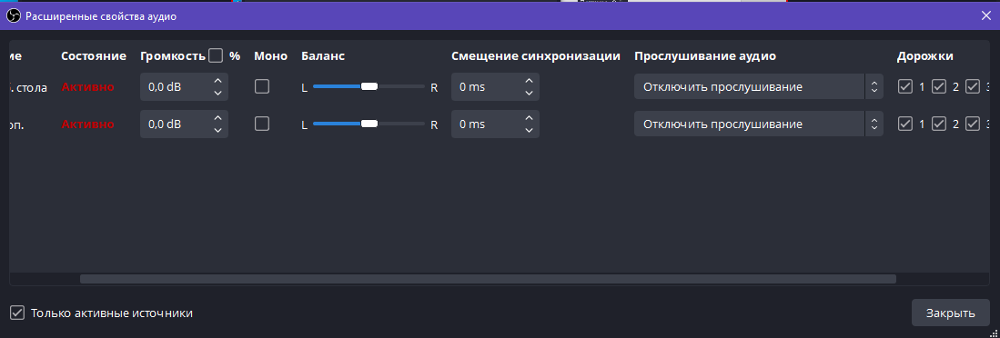 Расширенные свойства аудио
ие Состояние Громкость % Моно Баланс Смещение синхронизации Прослушивание аудио Дорожки
. стола Активно 0,0 dB L R 0 ms Отключить прослушивание 1 2 3
оп. Активно 0,0 dB L R 0 ms Отключить прослушивание 1 2 3
Только активные источники Закрыть